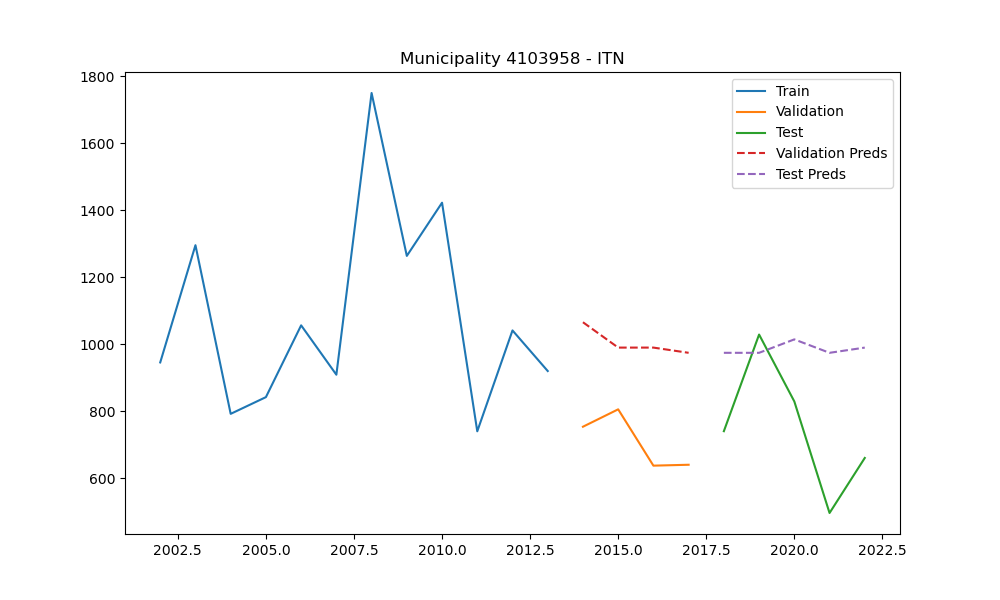 Municipality 4103958 - ITN
1800
1600
1400
1200
1000
800
600
Train
Validation
Test
Validation Preds
Test Preds
2002.5 2005.0 2007.5 2010.0 2012.5 2015.0 2017.5 2020.0 2022.5